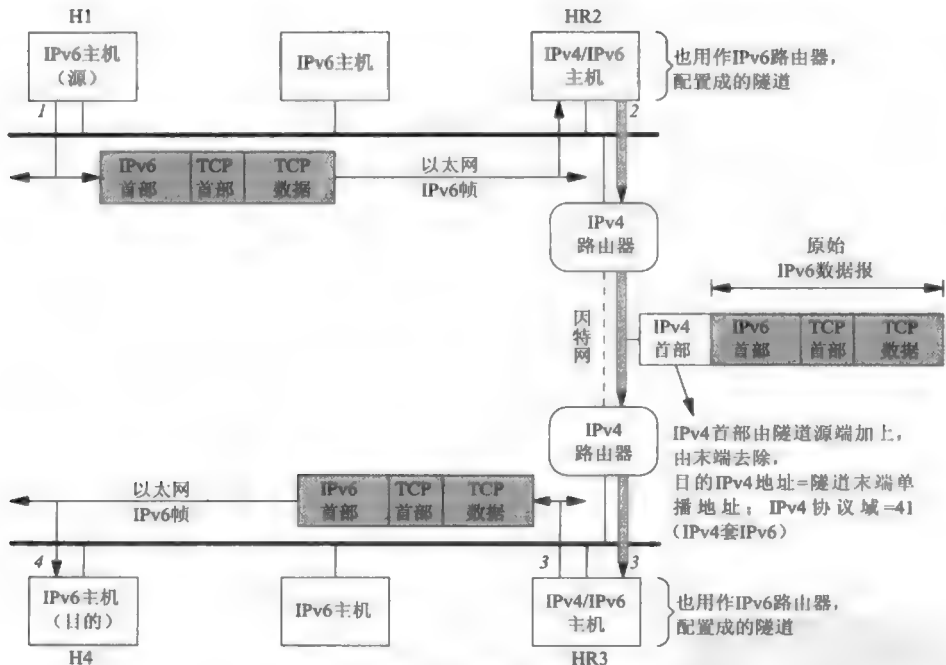 H1
HR2
IPv6主机
(源)
IPv6主机
IPv4/IPv6
主机
也用作IPv6路由器,
配置成的隧道
1
2
IPv6
首部
TCP
首部
TCP
数据
以太网
IPv6帧
IPv4
路由器
原始
IPv6数据报
因特网
IPv4
首部
IPv6
首部
TCP
首部
TCP
数据
IPv4
路由器
IPv4首部由隧道源端加上,
由末端去除,
目的IPv4地址=隧道末端单
播地址; IPv4协议域=41
(IPv4套IPv6)
以太网
IPv6帧
IPv6
首部
TCP
首部
TCP
数据
4
3
3
IPv6主机
(目的)
IPv6主机
IPv4/IPv6
主机
也用作IPv6路由器,
配置成的隧道
H4
HR3